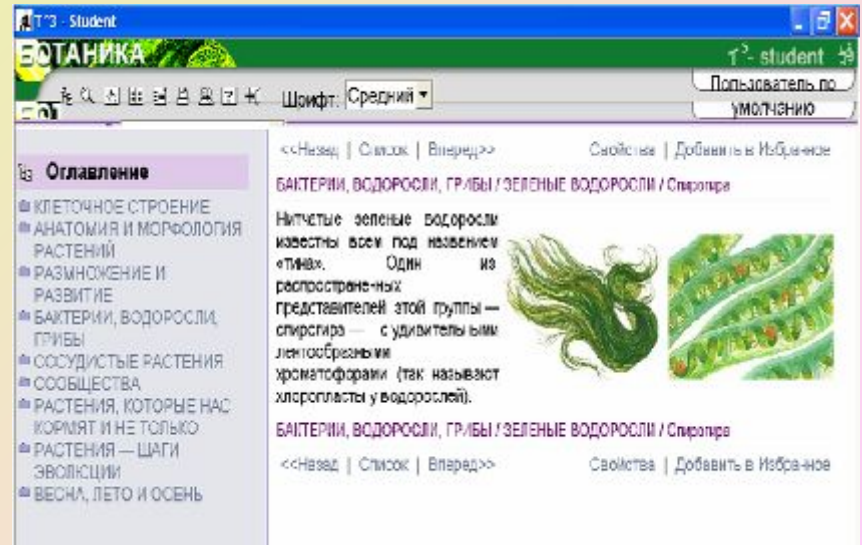 T^3 - Student
БОТАНИКА
T³- student
Шрифт: Средний
Пользователь по
умолчанию
Оглавление
КЛЕТОЧНОЕ СТРОЕНИЕ
АНАТОМИЯ И МОРФОЛОГИЯ
РАСТЕНИЙ
РАЗМНОЖЕНИЕ И
РАЗВИТИЕ
БАКТЕРИИ, ВОДОРОСЛИ,
ГРИБЫ
СОСУДИСТЫЕ РАСТЕНИЯ
СООБЩЕСТВА
РАСТЕНИЯ, КОТОРЫЕ НАС
КОРМЯТ И НЕ ТОЛЬКО
РАСТЕНИЯ — ШАГИ
ЭВОЛЮЦИИ
ВЕСНА, ЛЕТО И ОСЕНЬ
<<Назад | Список | Вперед>> Свойства | Добавить в Избранное
БАКТЕРИИ, ВОДОРОСЛИ, ГРИБЫ / ЗЕЛЕНЫЕ ВОДОРОСЛИ / Спирогира
Нитчатые зеленые водоросли
известны всем под названием
«тина». Один из
распространенных
представителей этой группы —
спирогира — с удивительными
лентообразными
хроматофорами (так называют
хлоропласты у водорослей).
БАКТЕРИИ, ВОДОРОСЛИ, ГРИБЫ / ЗЕЛЕНЫЕ ВОДОРОСЛИ / Спирогира
<<Назад | Список | Вперед>> Свойства | Добавить в Избранное